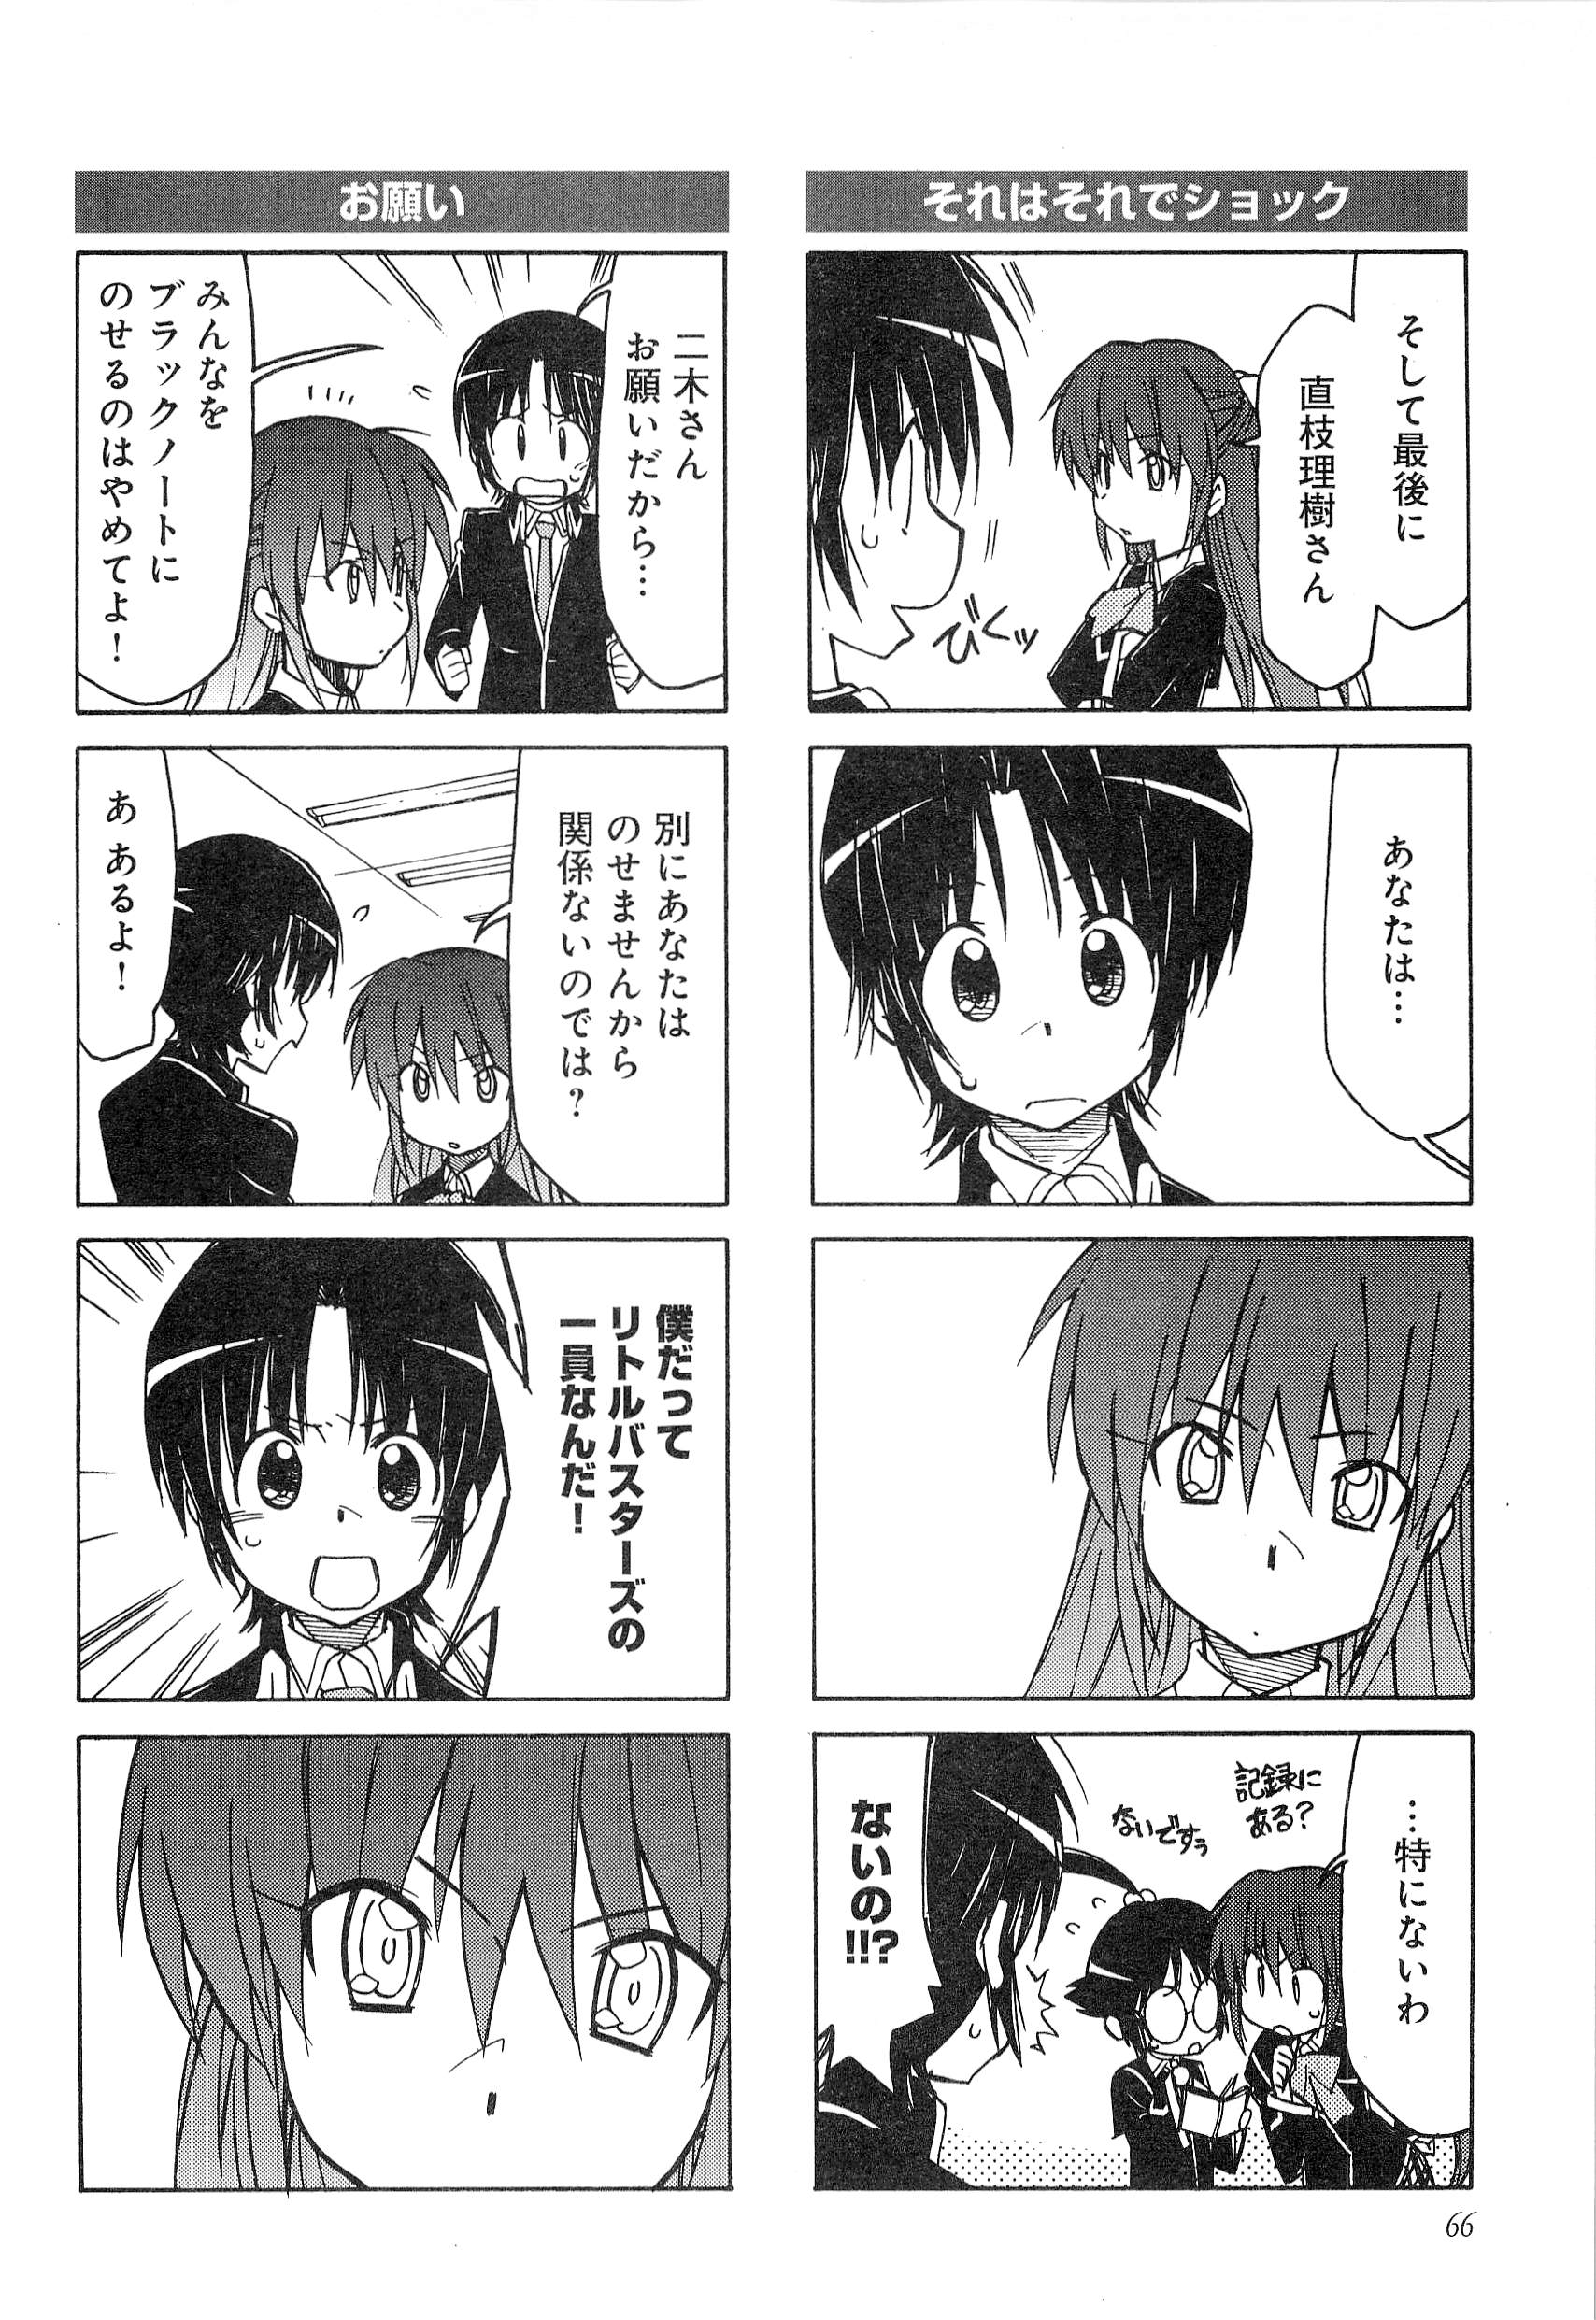 それはそれでショック
そして最後に
直枝理樹さん
びくッ
あなたは…
…特にないわ
記録に
ある?
ないですぅ
ないの!!?
お願い
二木さん
お願いだから…
みんなを
ブラックノートに
のせるのはやめてよ!
別にあなたは
のせませんから
関係ないのでは?
あ あるよ!
僕だって
リトルバスターズの
一員なんだ!
66